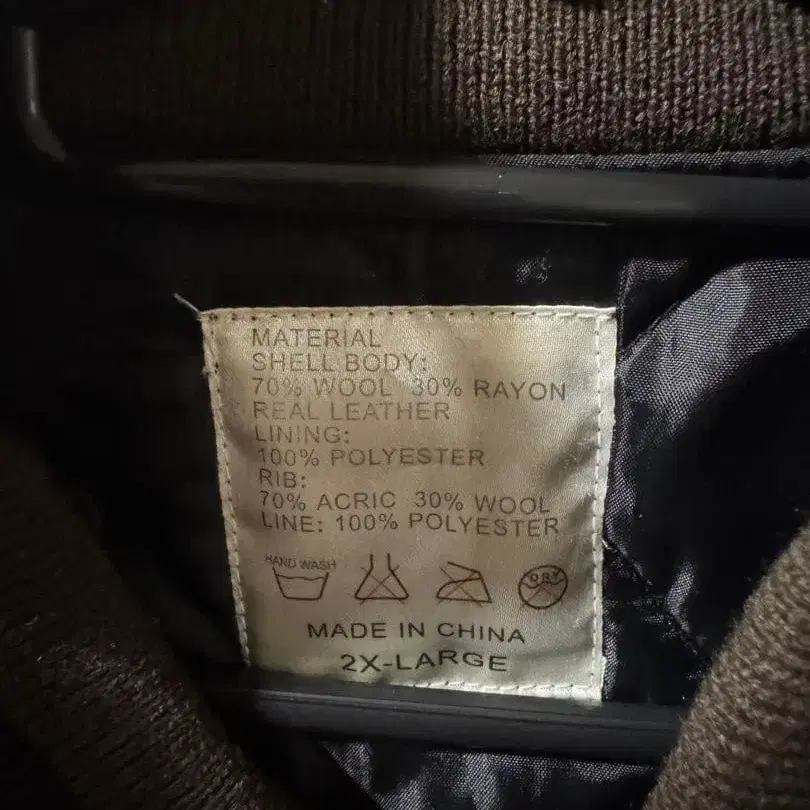 MATERIAL
SHELL BODY:
70% WOOL 30% RAYON
REAL LEATHER
LINING:
100% POLYESTER
RIB:
70% ACRIC 30% WOOL
LINE: 100% POLYESTER
HAND WASH
DRY
MADE IN CHINA
2X-LARGE